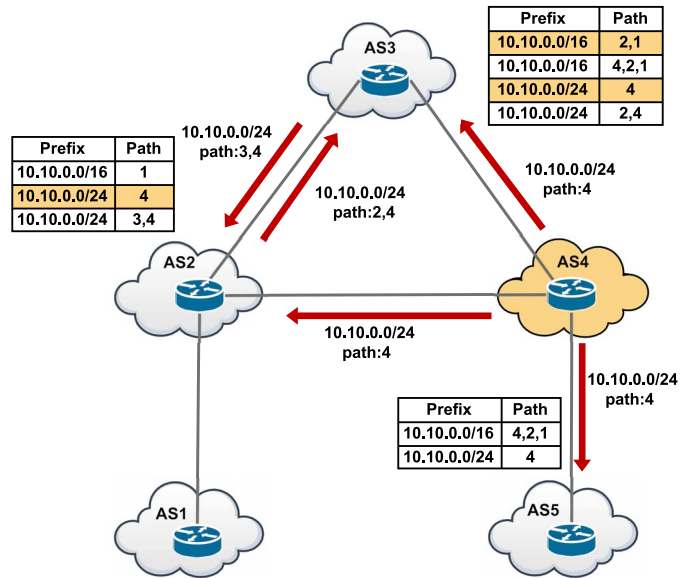 AS3
Prefix Path
10.10.0.0/16 2,1
10.10.0.0/16 4,2,1
10.10.0.0/24 4
10.10.0.0/24 2,4
10.10.0.0/24
path:3,4
Prefix Path
10.10.0.0/16 1
10.10.0.0/24 4
10.10.0.0/24 3,4
10.10.0.0/24
path:2,4
10.10.0.0/24
path:4
AS2
AS4
10.10.0.0/24
path:4
10.10.0.0/24
path:4
Prefix Path
10.10.0.0/16 4,2,1
10.10.0.0/24 4
AS1
AS5